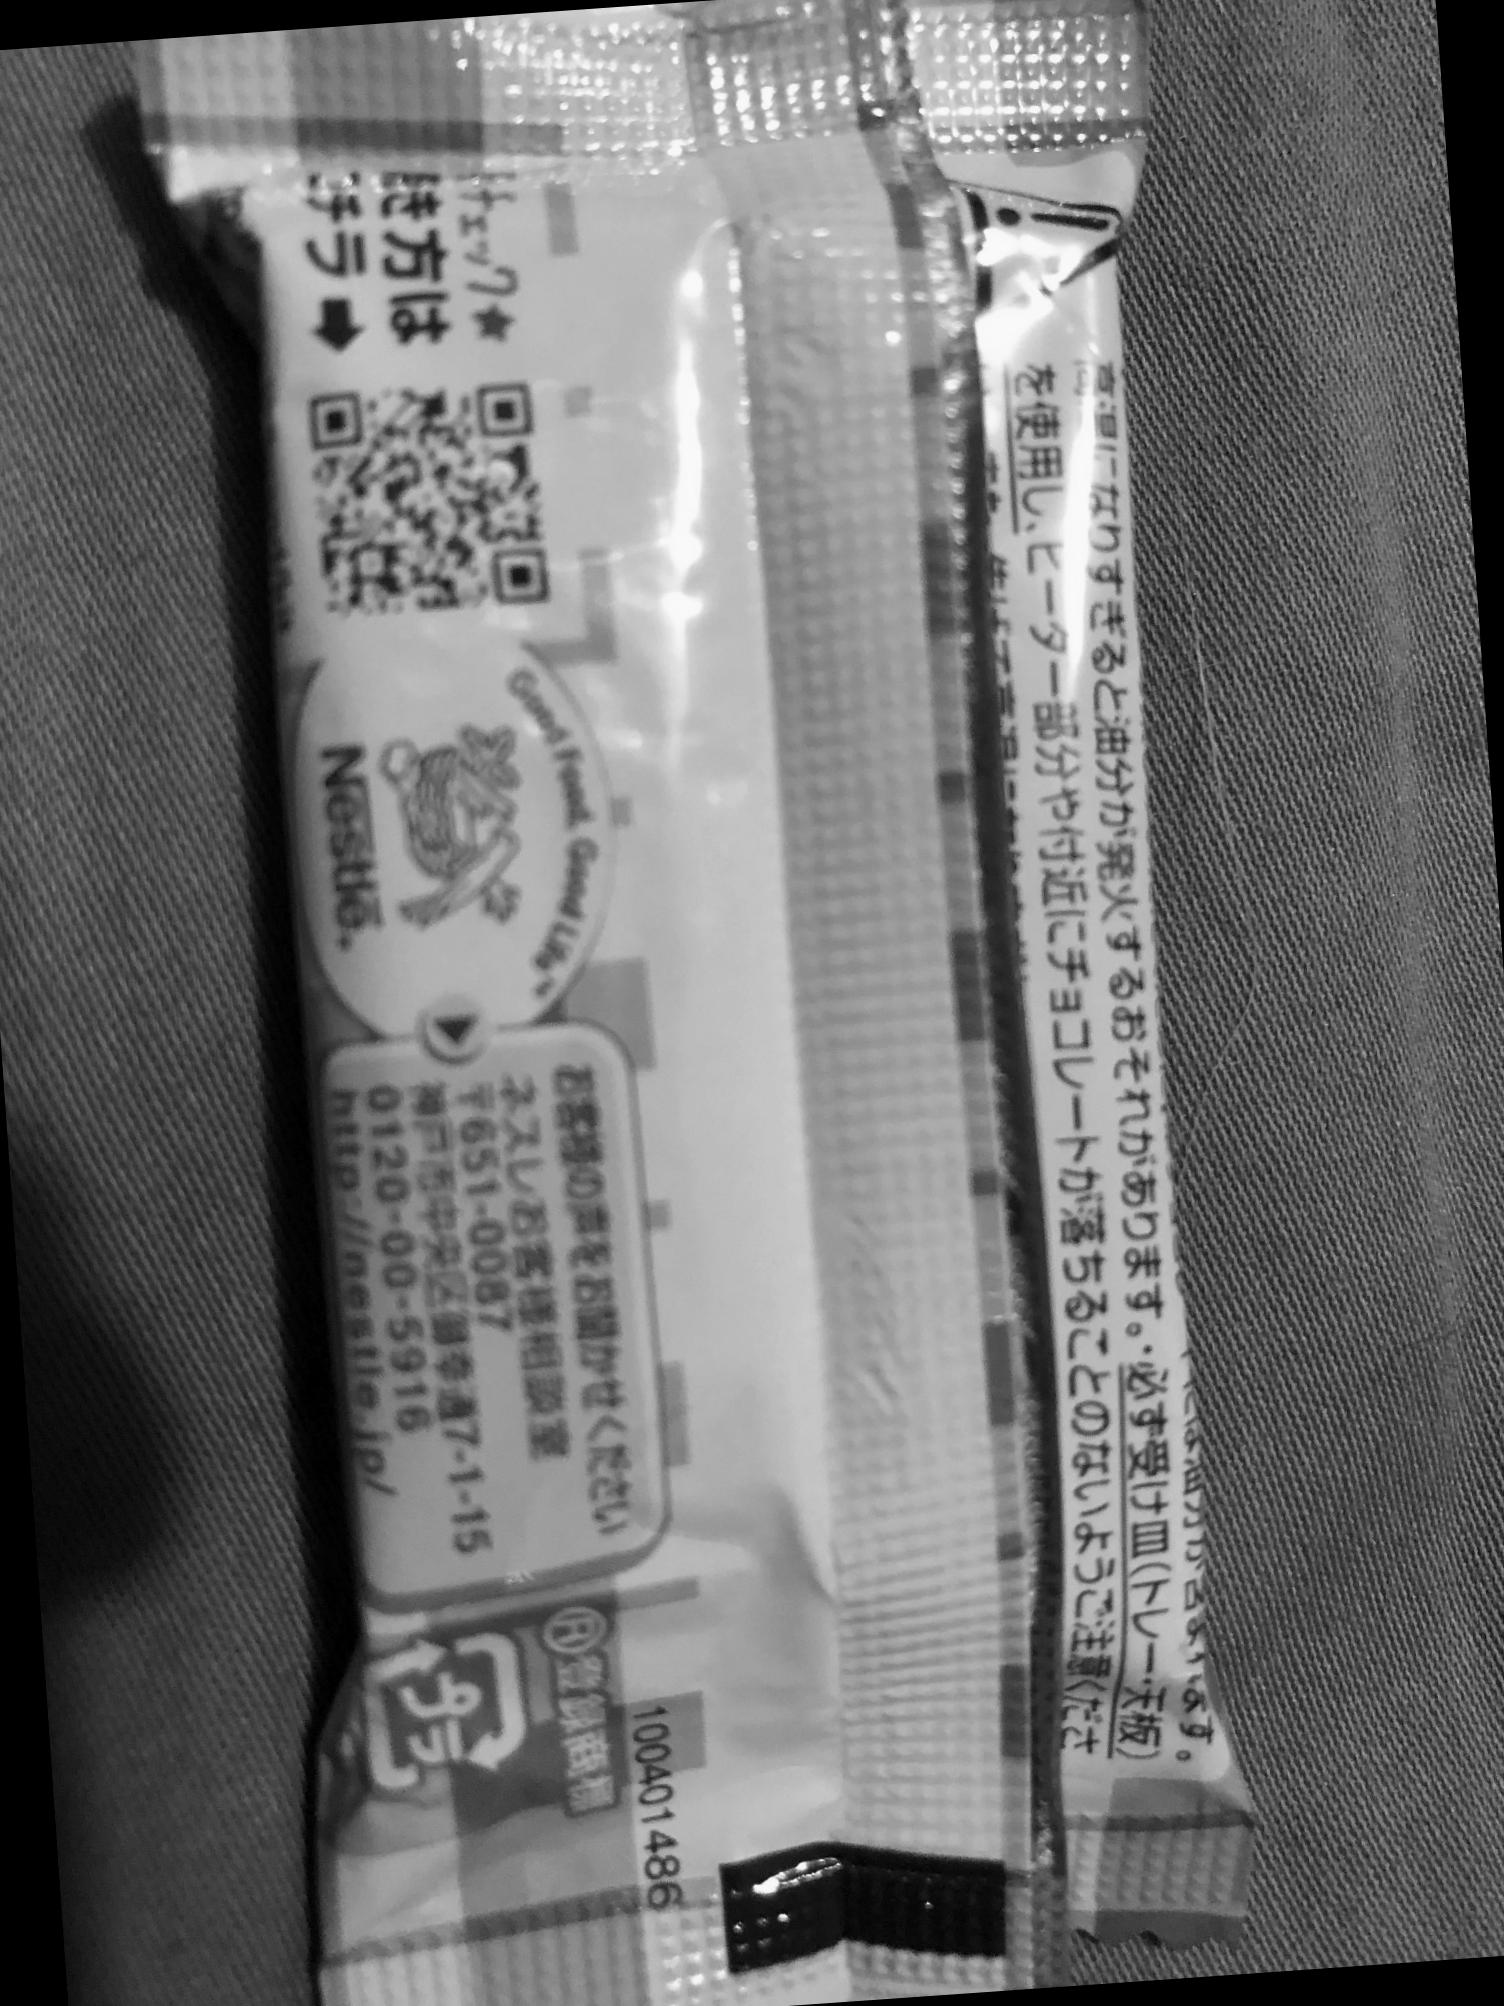 チェック★
焼き方は
コチラ➡
Good Food, Good Life™
Nestlé®
お客様の声をお聞かせください
ネスレお客様相談室
〒651-0087
神戸市中央区御幸通7-1-15
0120-00-5916
http://nestle.jp/
プラ
登録商標
100401486
高温になりすぎると油分が発火するおそれがあります。・必ず受け皿(トレー・天板)
を使用し、ヒーター部分や付近にチョコレートが落ちることのないようご注意くださ